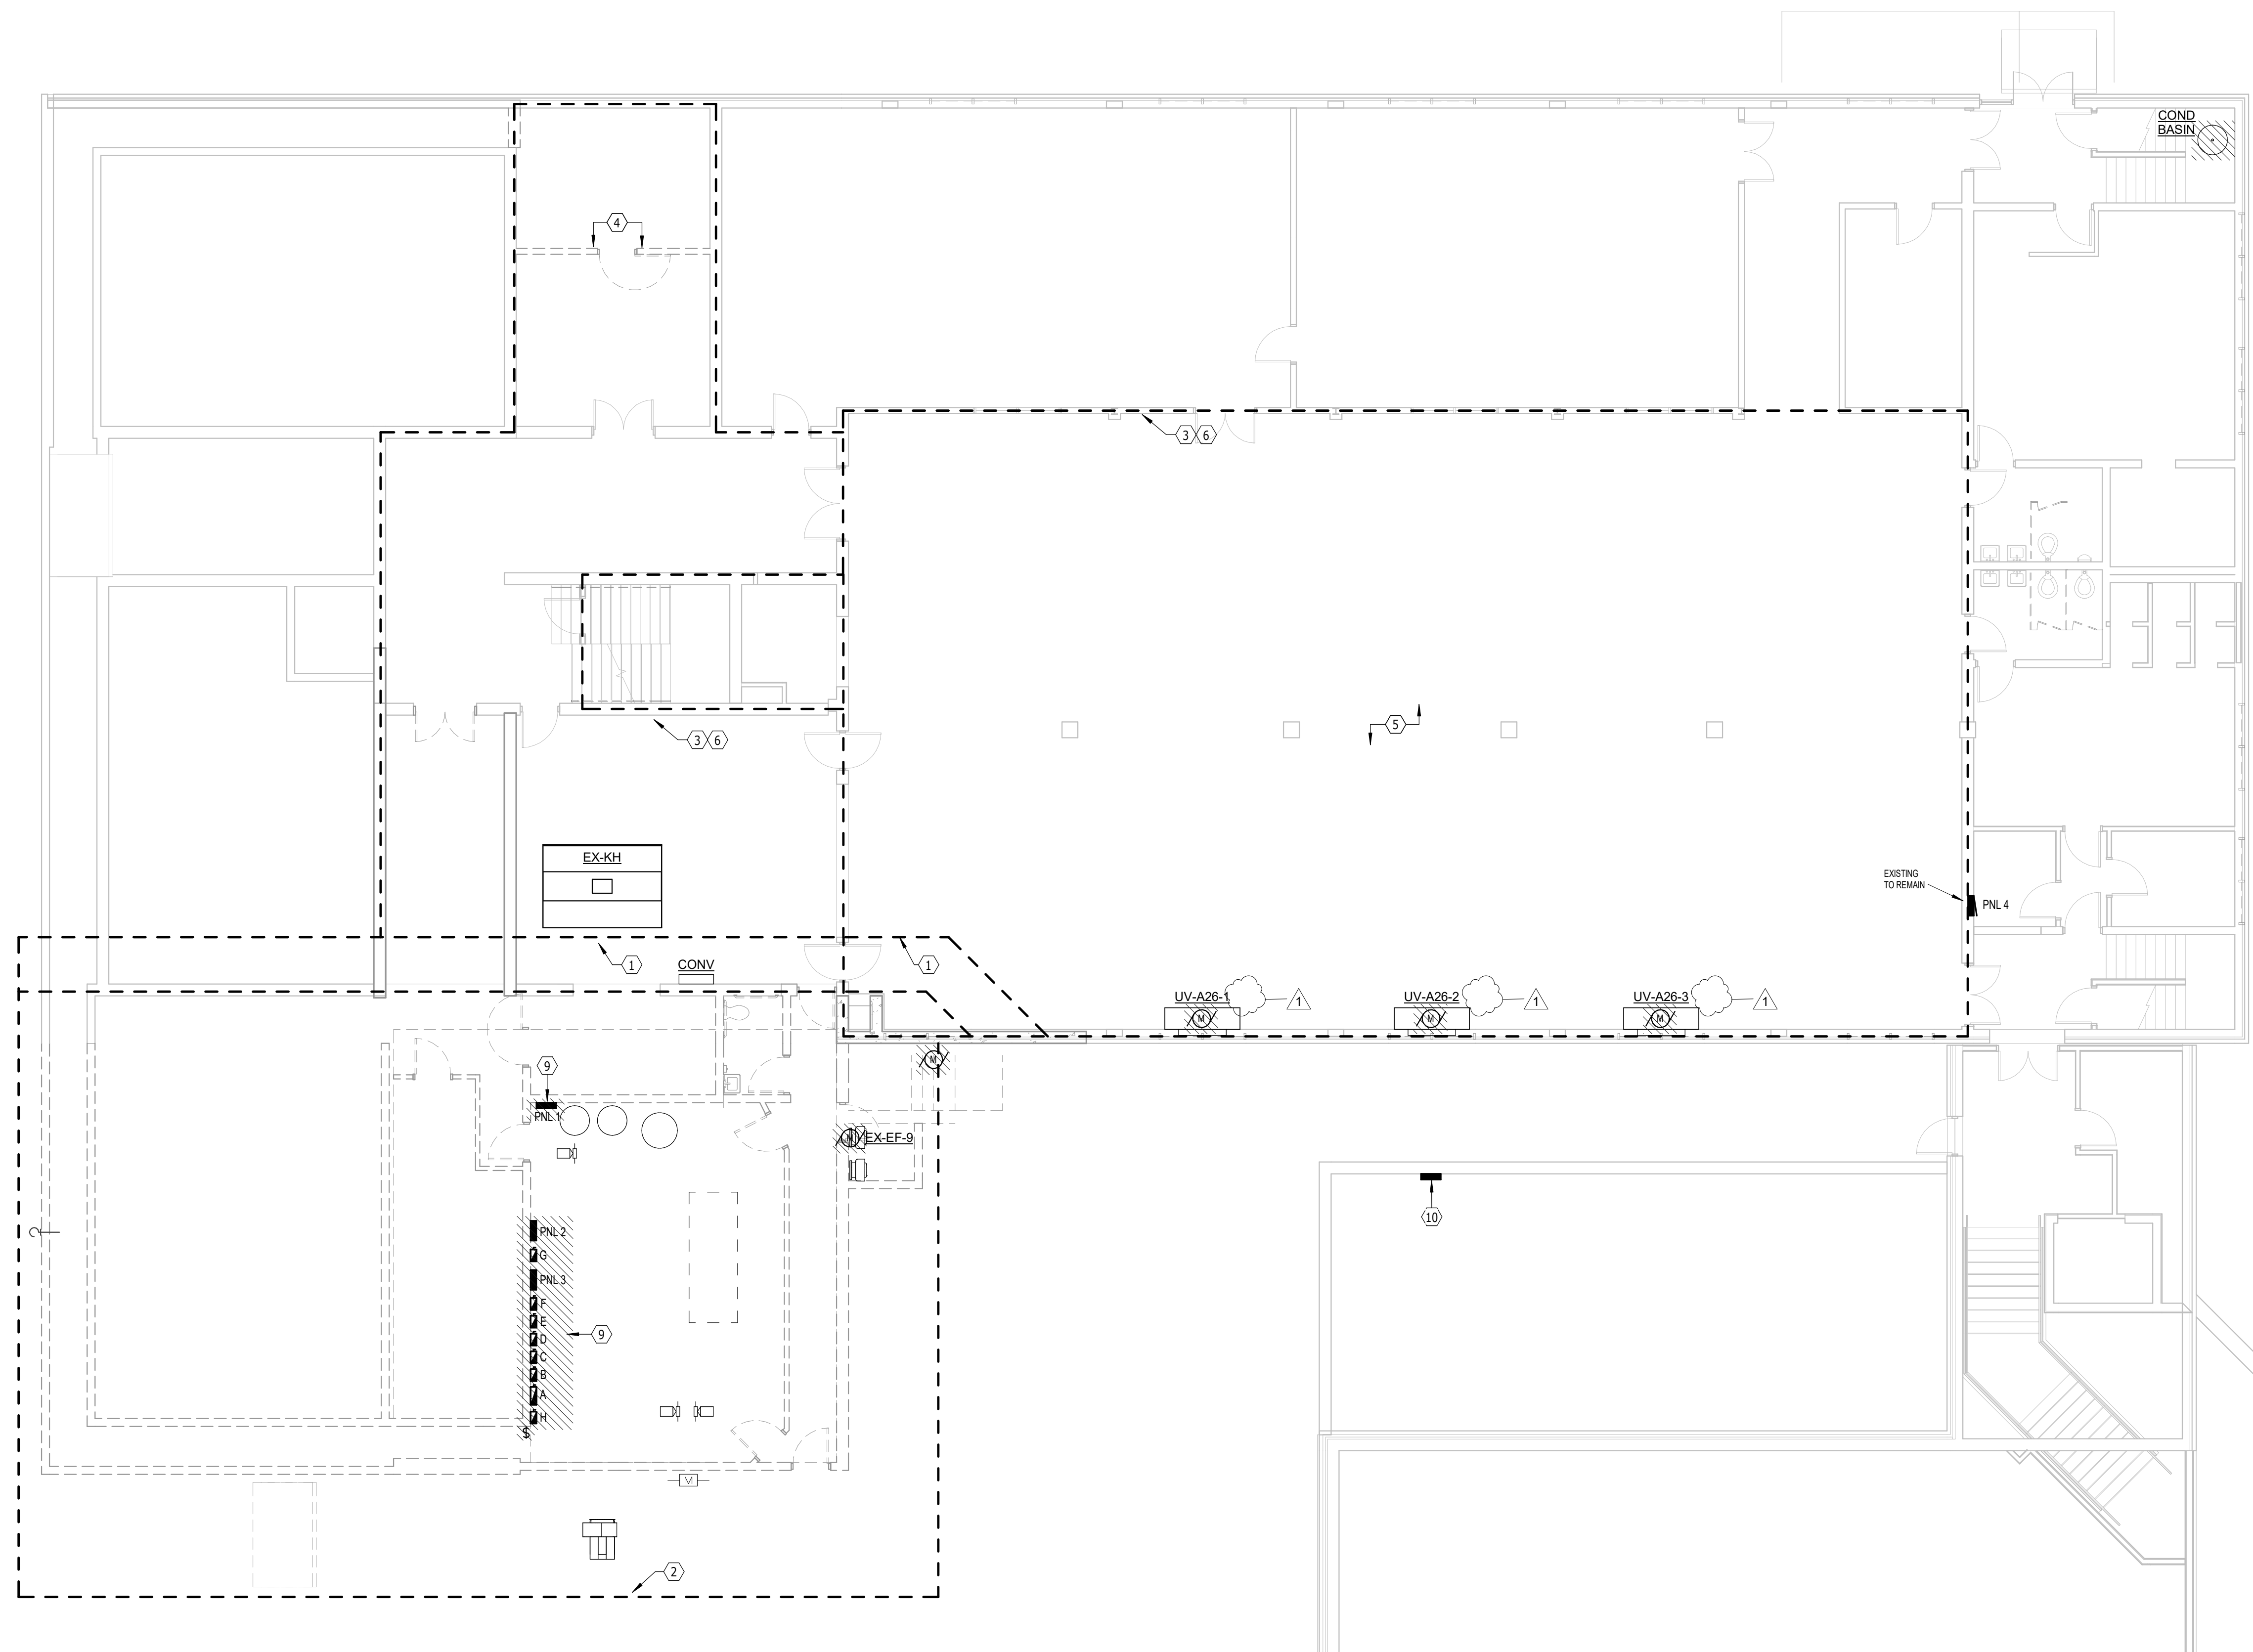 COND
BASIN
4
3 6
5
3 6
EX-KH
EXISTING
TO REMAIN
PNL 4
1
1
CONV
UV-A26-1
1
UV-A26-2
1
UV-A26-3
1
M
M
M
M
9
PNL 1
M
EX-EF-9
10
PNL 2
G
PNL 3
F
E
9
D
C
B
A
H
$
M
2